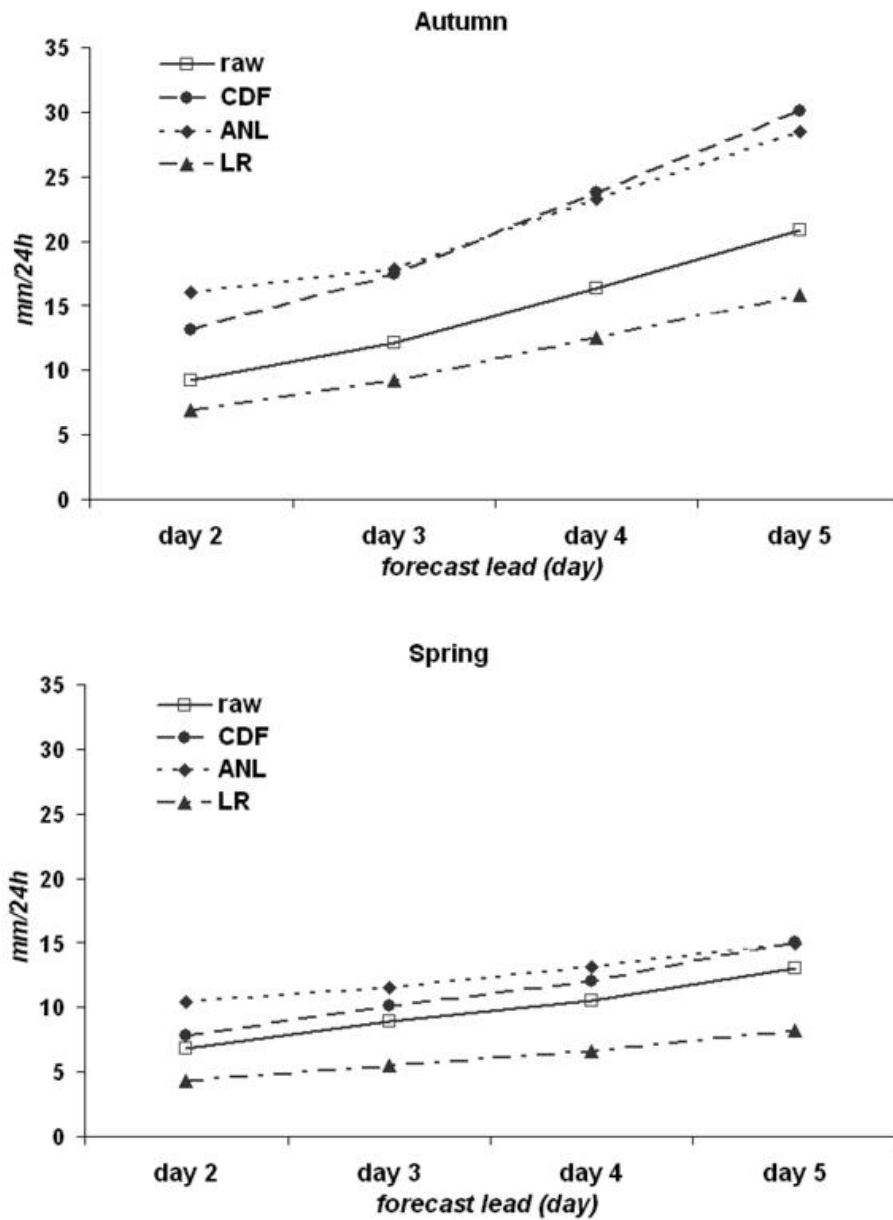 Autumn
35
30
25
20
15
10
5
0
mm/24h
raw
CDF
ANL
LR
day 2 day 3 day 4 day 5
forecast lead (day)
Spring
35
30
25
20
15
10
5
0
mm/24h
raw
CDF
ANL
LR
day 2 day 3 day 4 day 5
forecast lead (day)